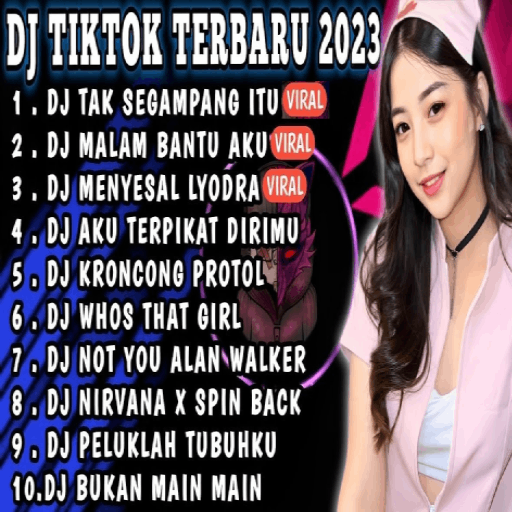 DJ TIKTOK TERBARU 2023
1 . DJ TAK SEGAMPANG ITU VIRAL
2 . DJ MALAM BANTU AKU VIRAL
3 . DJ MENYESAL LYODRA VIRAL
4 . DJ AKU TERPIKAT DIRIMU
5 . DJ KRONCONG PROTOL
6 . DJ WHOS THAT GIRL
7 . DJ NOT YOU ALAN WALKER
8 . DJ NIRVANA X SPIN BACK
9 . DJ PELUKLAH TUBUHKU
10.DJ BUKAN MAIN MAIN